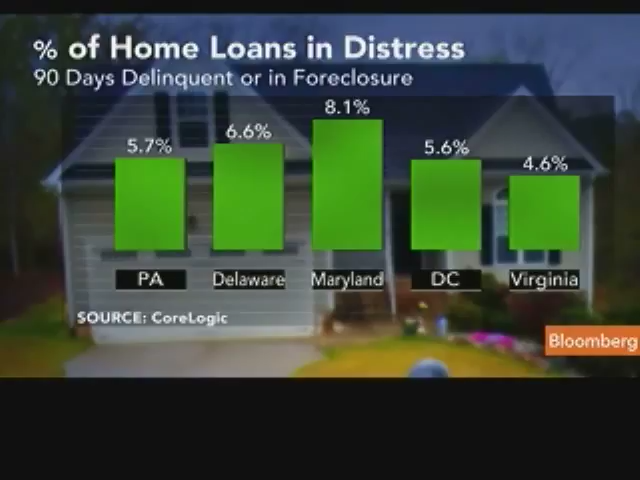 % of Home Loans in Distress
90 Days Delinquent or in Foreclosure
5.7%
6.6%
8.1%
5.6%
4.6%
PA
Delaware
Maryland
DC
Virginia
SOURCE: CoreLogic
Bloomberg